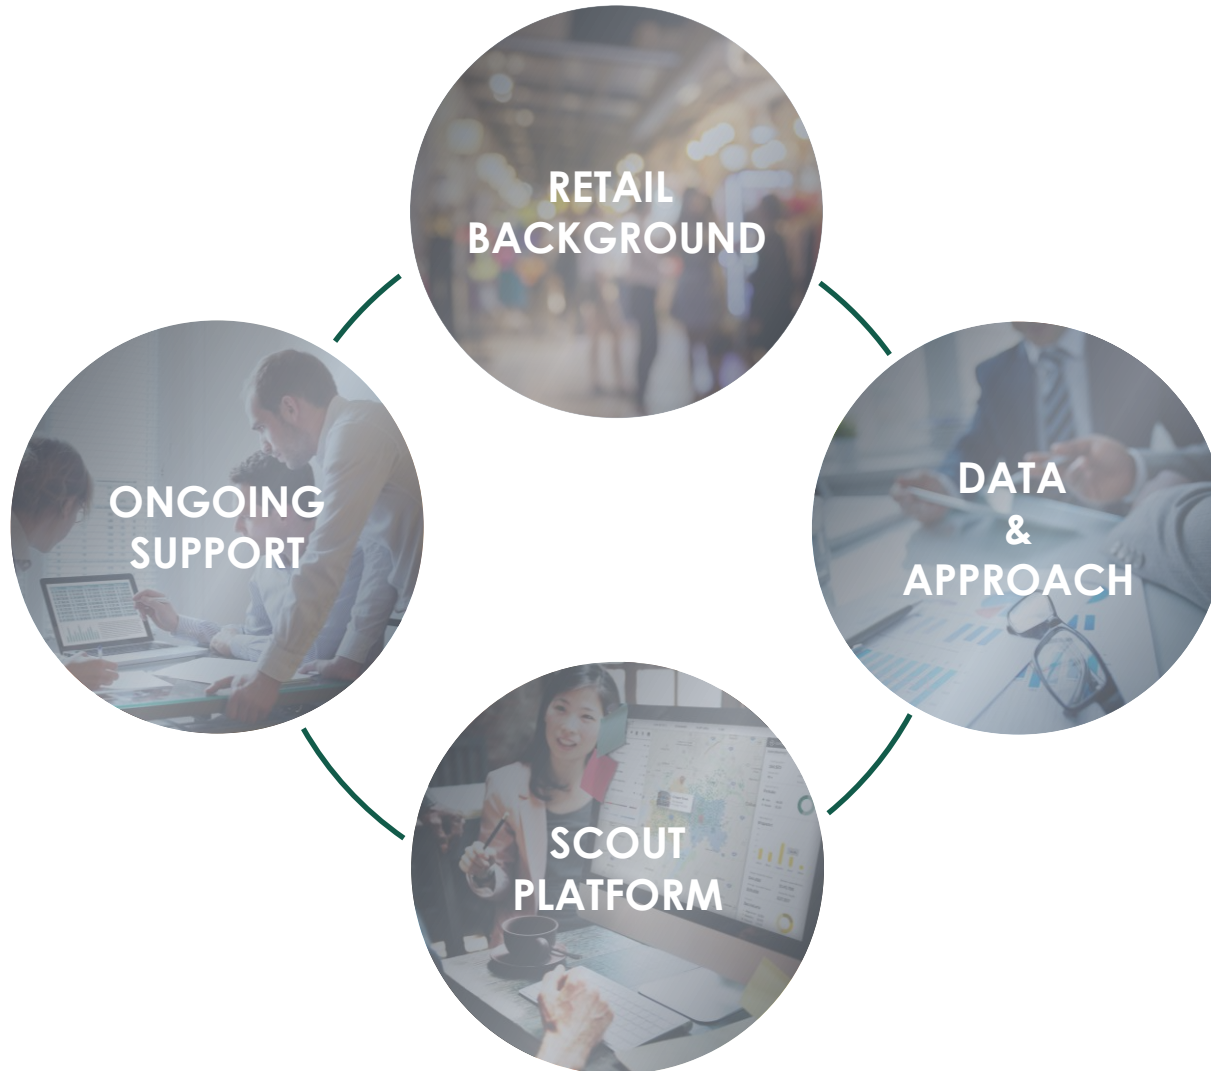 RETAIL
BACKGROUND
DATA
&
APPROACH
SCOUT
PLATFORM
ONGOING
SUPPORT